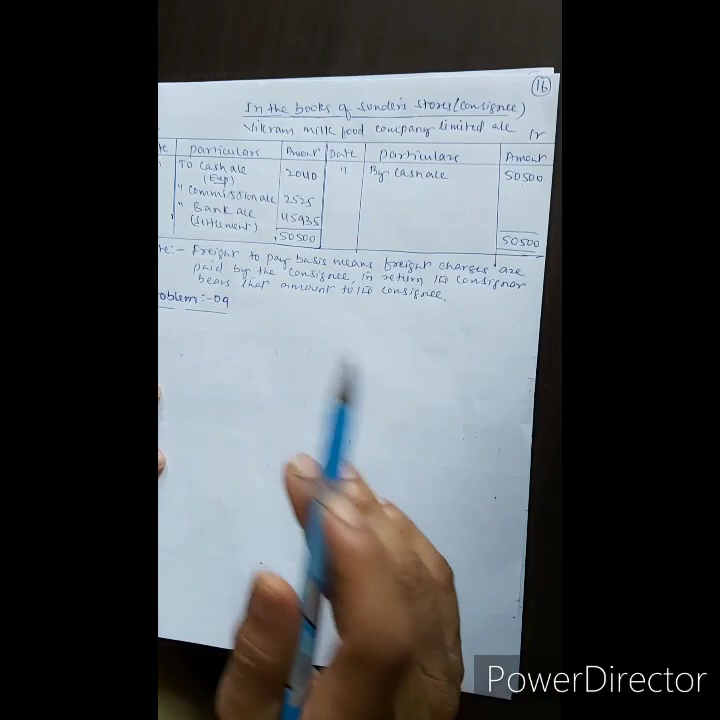 16
In the books of Sunder's Stores (Consignee)
Vikram milk food company limited a/c
particulars Amount Date particulars Amount
To Cash a/c 2040 " By Cash a/c 50500
(Exp)
" Commission a/c 2525
" Bank a/c 45935
(settlement)
50500 50500
te:- freight to pay basis means freight charges are
paid by the consignee, in return the consignor
bears that amount to the consignee.
oblem :- 09
PowerDirector